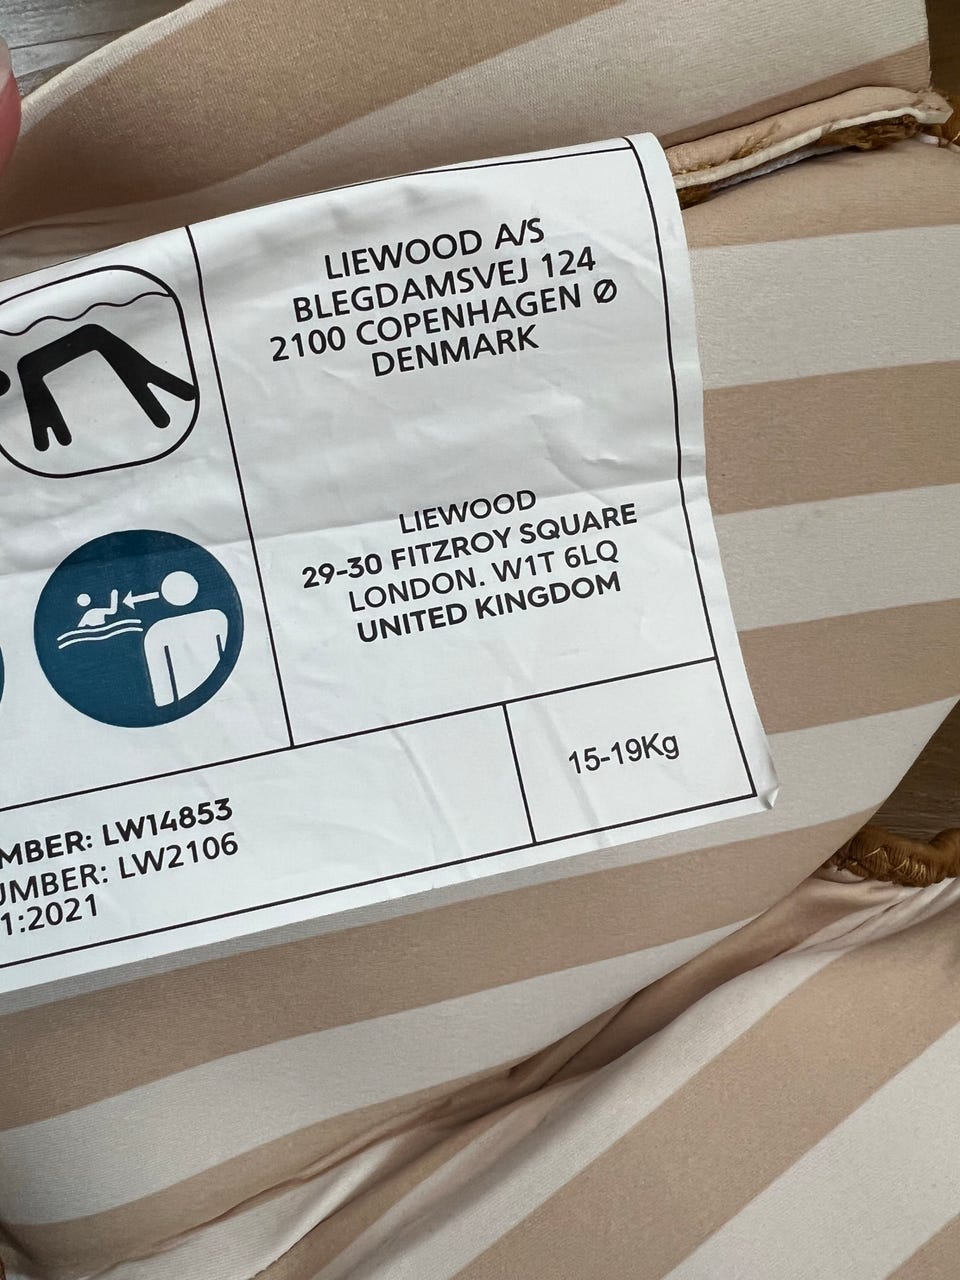 LIEWOOD A/S
BLEGDAMSVEJ 124
2100 COPENHAGEN Ø
DENMARK
LIEWOOD
29-30 FITZROY SQUARE
LONDON. W1T 6LQ
UNITED KINGDOM
15-19Kg
MBER: LW14853
UMBER: LW2106
1:2021